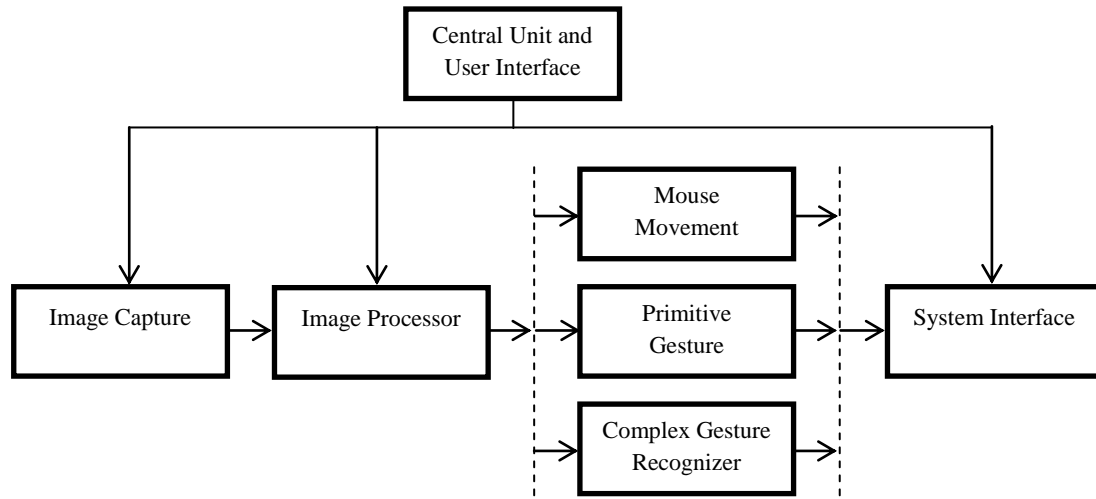 Central Unit and
User Interface
Mouse
Movement
Image Capture
Image Processor
Primitive
Gesture
System Interface
Complex Gesture
Recognizer